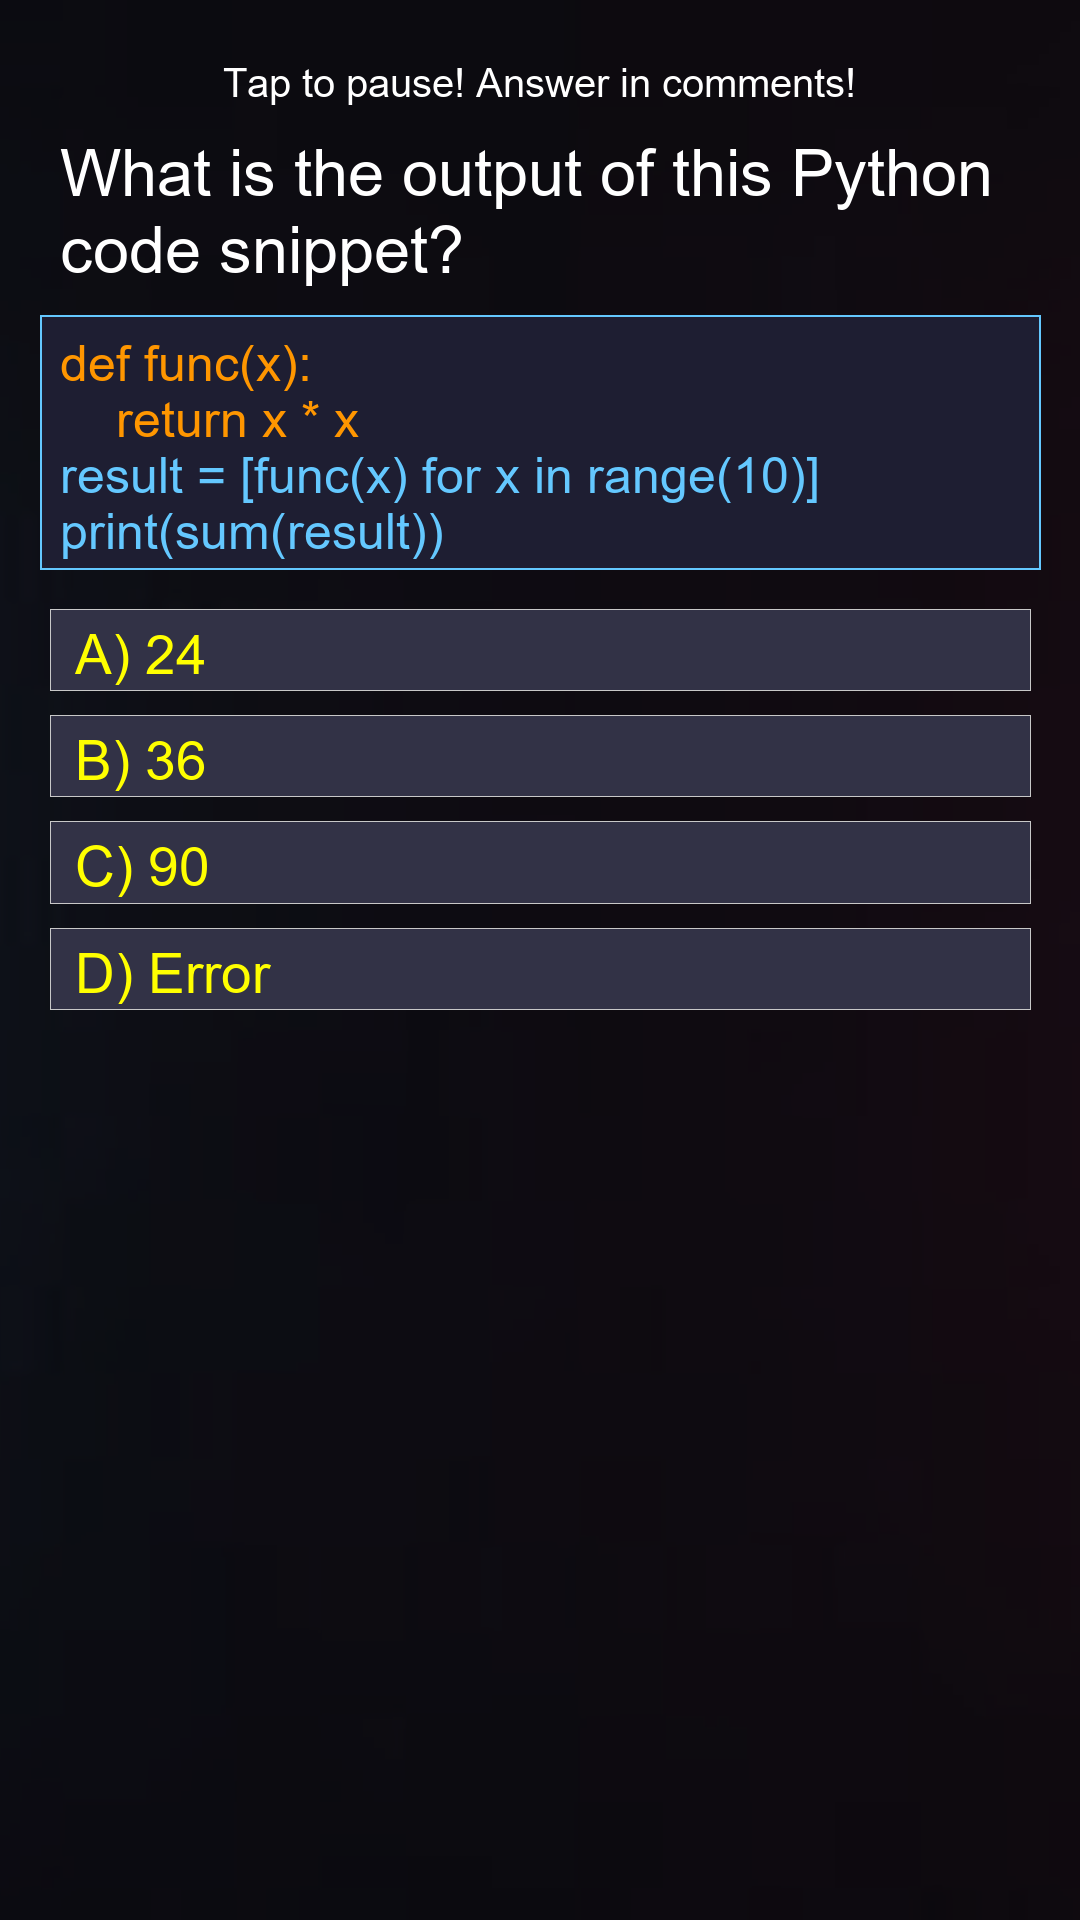 Tap to pause! Answer in comments!
What is the output of this Python
code snippet?
def func(x):
    return x * x
result = [func(x) for x in range(10)]
print(sum(result))
A) 24
B) 36
C) 90
D) Error